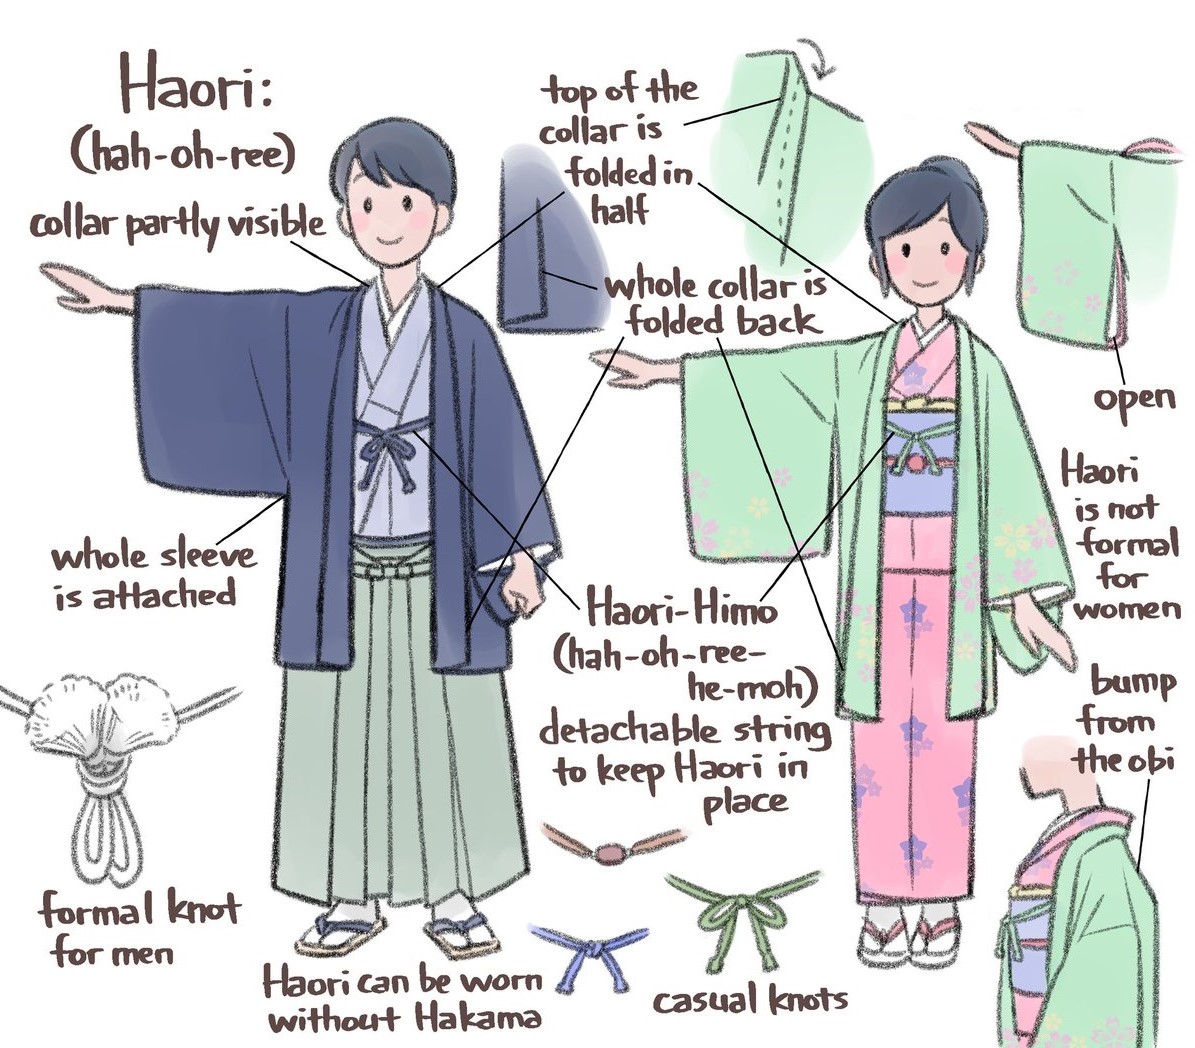 Haori:
(hah-oh-ree)
collar partly visible
top of the
collar is
folded in
half
whole collar is
folded back
open
Haori
is not
formal
for
women
whole sleeve
is attached
Haori-Himo
(hah-oh-ree-
he-moh)
detachable string
to keep Haori in
place
bump
from
the obi
formal knot
for men
Haori can be worn
without Hakama
casual knots